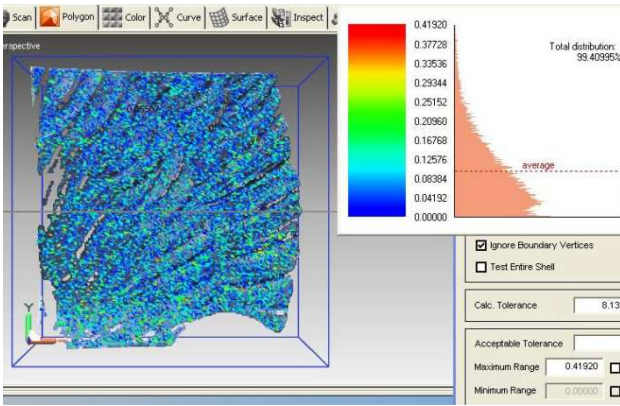 Scan Polygon Color Curve Surface Inspect
erspective
0.41920
0.37728
0.33536
0.29344
0.25152
0.20960
0.16768
0.12576
0.08384
0.04192
0.00000
Total distribution:
99.40995%
average
Ignore Boundary Vertices
Test Entire Shell
Calc. Tolerance 8.13
Acceptable Tolerance
Maximum Range 0.41920
Minimum Range 0.00000
Y